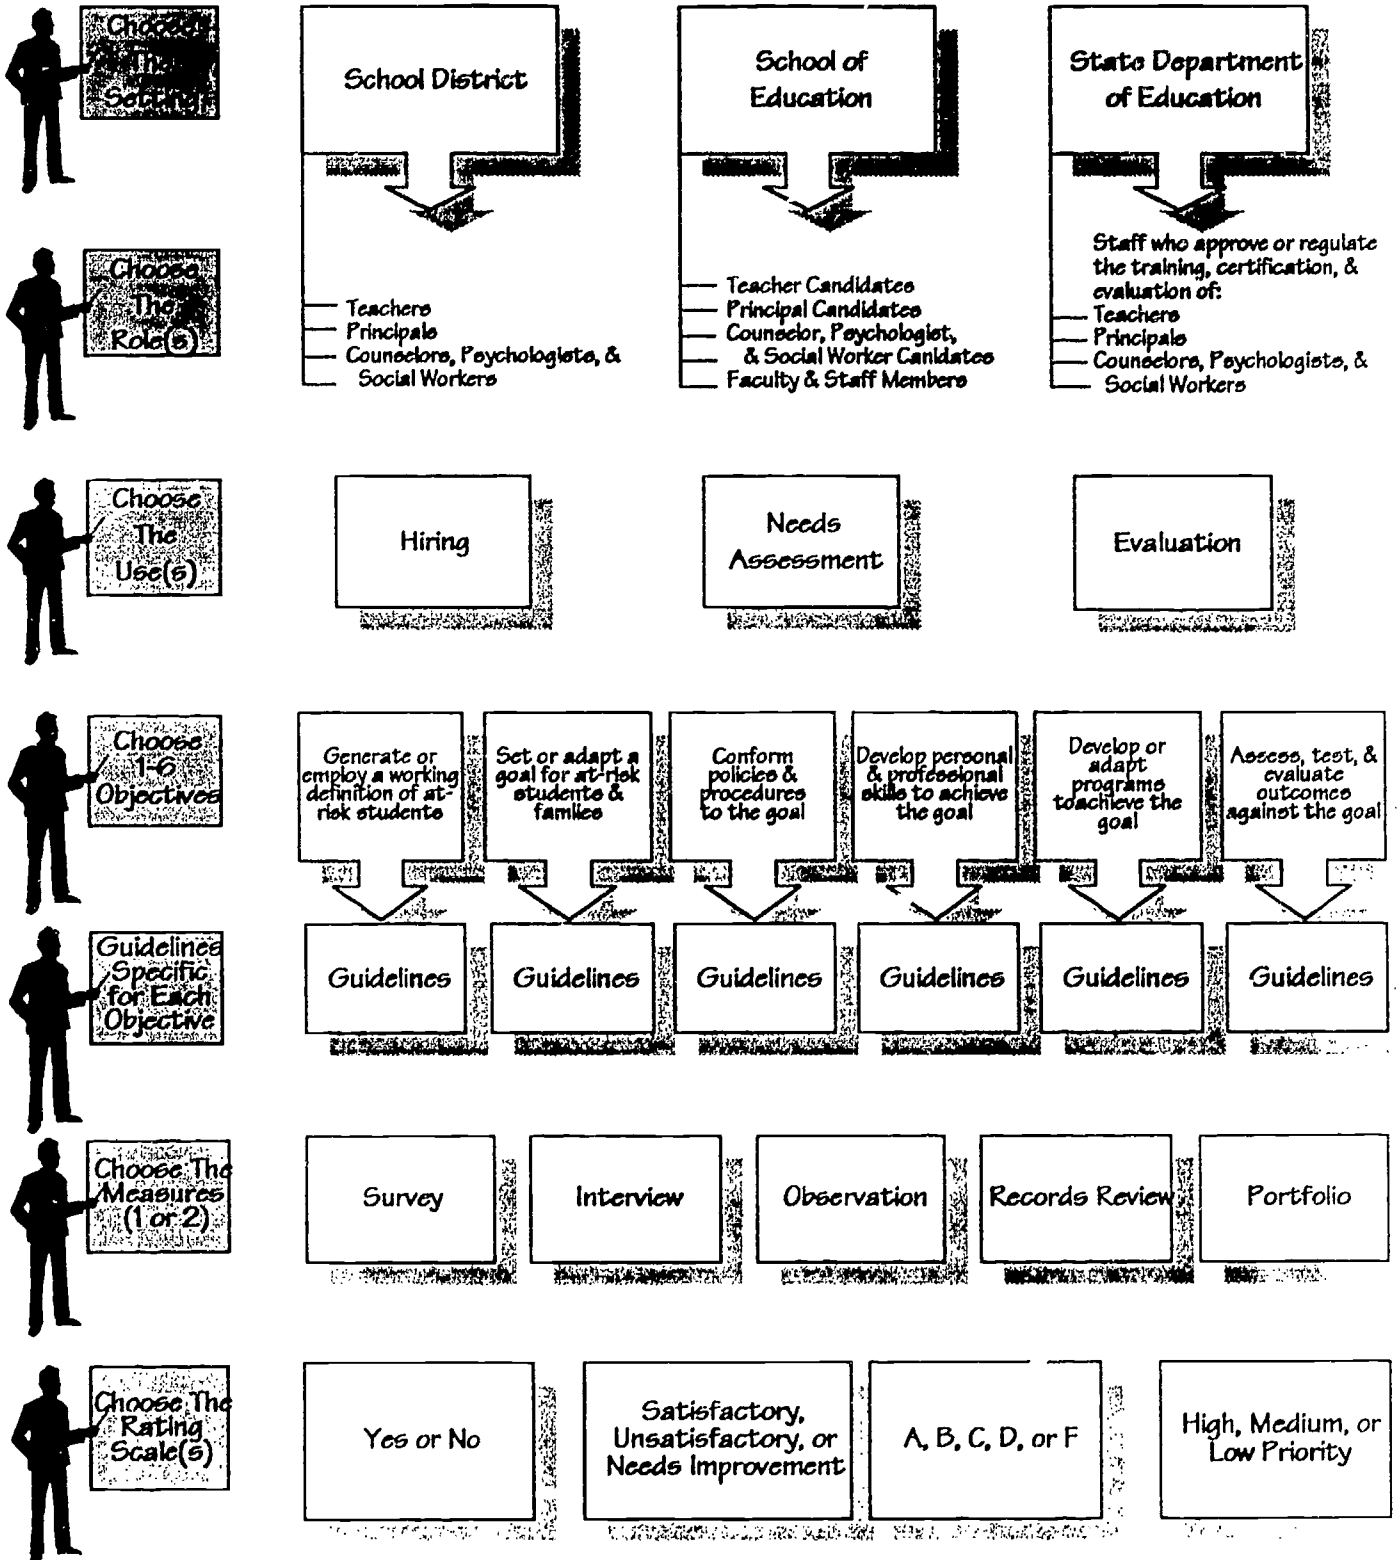 Choose
The
Setting
School District
School of
Education
State Department
of Education
Choose
The
Role(s)
Teachers
Principals
Counselors, Psychologists, &
Social Workers
Teacher Candidates
Principal Candidates
Counselor, Psychologist,
& Social Worker Canidates
Faculty & Staff Members
Staff who approve or regulate
the training, certification, &
evaluation of:
Teachers
Principals
Counselors, Psychologists, &
Social Workers
Choose
The
Use(s)
Hiring
Needs
Assessment
Evaluation
Choose
1-6
Objectives
Generate or
employ a working
definition of at-
risk students
Set or adapt a
goal for at-risk
students &
families
Conform
policies &
procedures
to the goal
Develop personal
& professional
skills to achieve
the goal
Develop or
adapt
programs
toachieve the
goal
Assess, test, &
evaluate
outcomes
against the goal
Guidelines
Specific
for Each
Objective
Guidelines
Guidelines
Guidelines
Guidelines
Guidelines
Guidelines
Choose The
Measures
(1 or 2)
Survey
Interview
Observation
Records Review
Portfolio
Choose The
Rating
Scale(s)
Yes or No
Satisfactory,
Unsatisfactory, or
Needs Improvement
A, B, C, D, or F
High, Medium, or
Low Priority